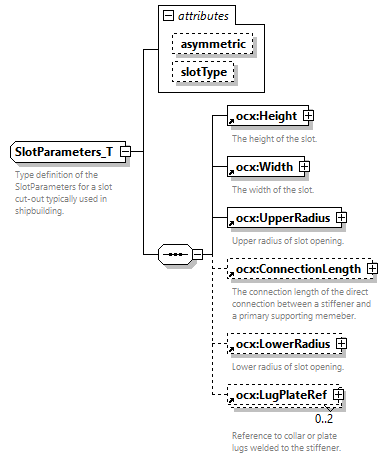 attributes
asymmetric
slotType
SlotParameters_T
Type definition of the
SlotParameters for a slot
cut-out typically used in
shipbuilding.
ocx:Height
The height of the slot.
ocx:Width
The width of the slot.
ocx:UpperRadius
Upper radius of slot opening.
ocx:ConnectionLength
The connection length of the direct
connection between a stiffener and
a primary supporting memeber.
ocx:LowerRadius
Lower radius of slot opening.
ocx:LugPlateRef
0..2
Reference to collar or plate
lugs welded to the stiffener.